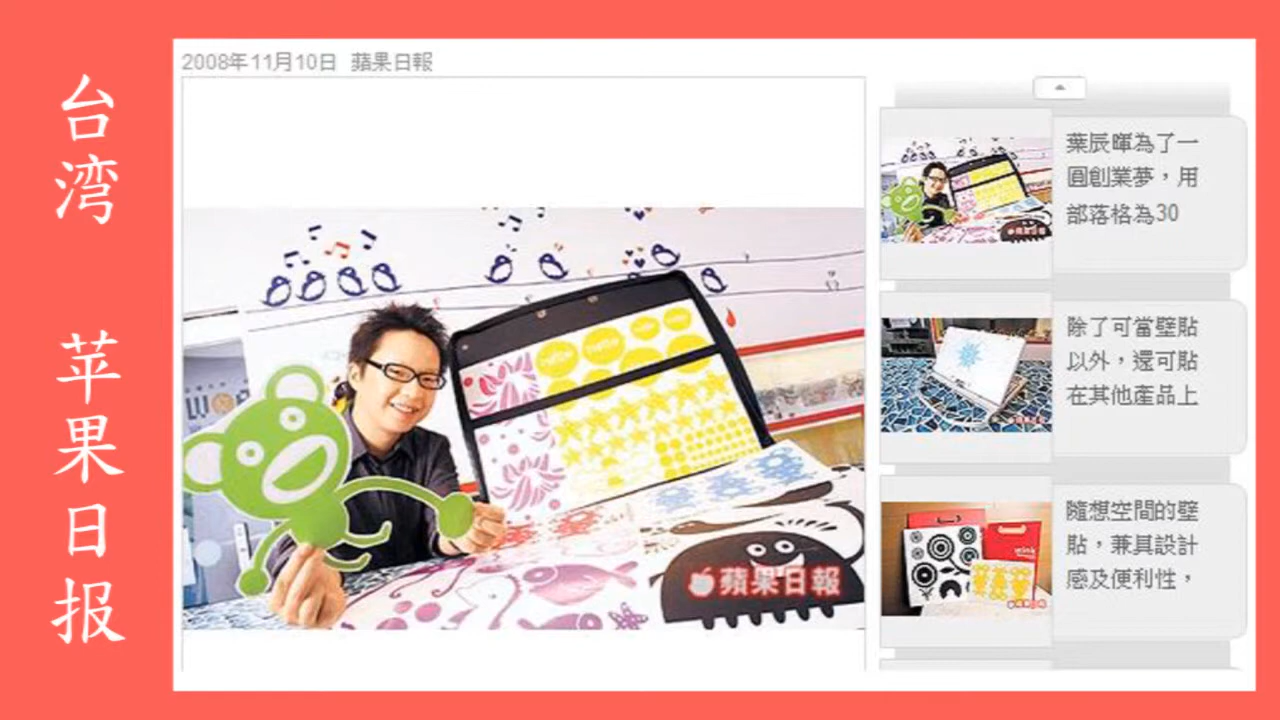 台湾 苹果日报
2008年11月10日 蘋果日報
蘋果日報
葉辰暉為了一
圓創業夢，用
部落格為30
除了可當壁貼
以外，還可貼
在其他產品上
隨想空間的壁
貼，兼具設計
感及便利性，